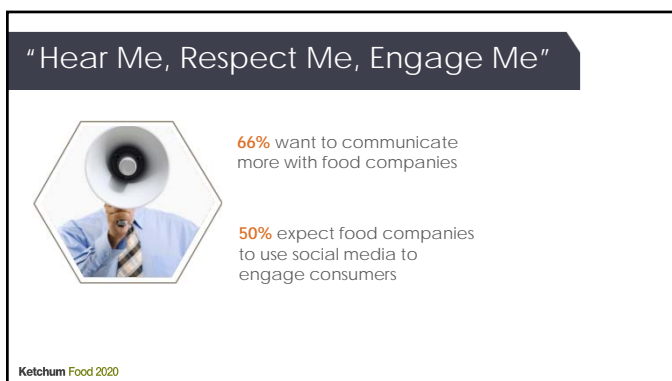 “Hear Me, Respect Me, Engage Me”
66% want to communicate
more with food companies
50% expect food companies
to use social media to
engage consumers
Ketchum Food 2020